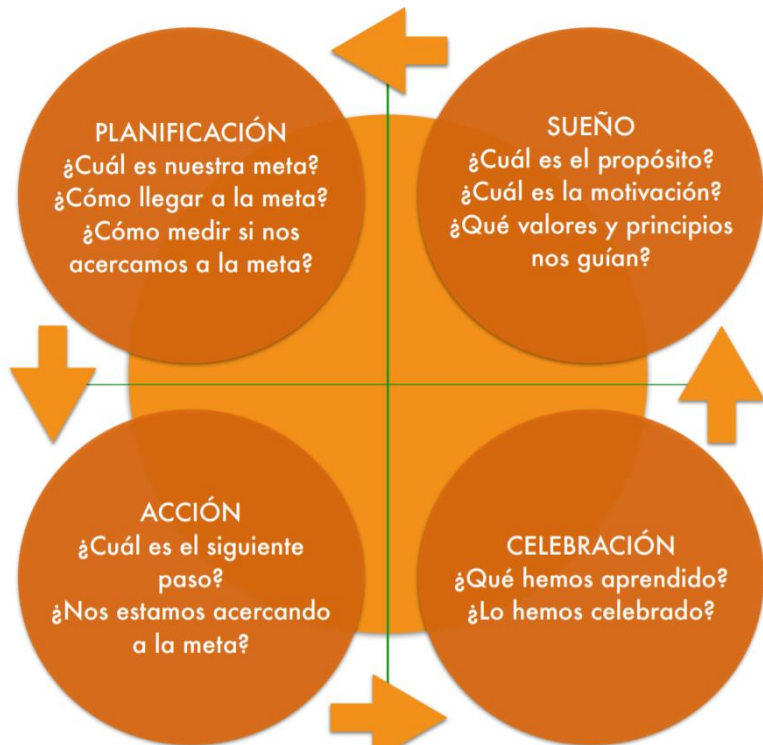 PLANIFICACIÓN
¿Cuál es nuestra meta?
¿Cómo llegar a la meta?
¿Cómo medir si nos
acercamos a la meta?
SUEÑO
¿Cuál es el propósito?
¿Cuál es la motivación?
¿Qué valores y principios
nos guían?
ACCIÓN
¿Cuál es el siguiente
paso?
¿Nos estamos acercando
a la meta?
CELEBRACIÓN
¿Qué hemos aprendido?
¿Lo hemos celebrado?